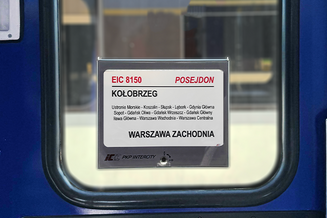 EIC 8150 POSEJDON
KOŁOBRZEG
Ustronie Morskie - Koszalin - Słupsk - Lębork - Gdynia Główna
Sopot - Gdańsk Oliwa - Gdańsk Wrzeszcz - Gdańsk Główny
Iława Główna - Warszawa Wschodnia - Warszawa Centralna
WARSZAWA ZACHODNIA
IC PKP INTERCITY